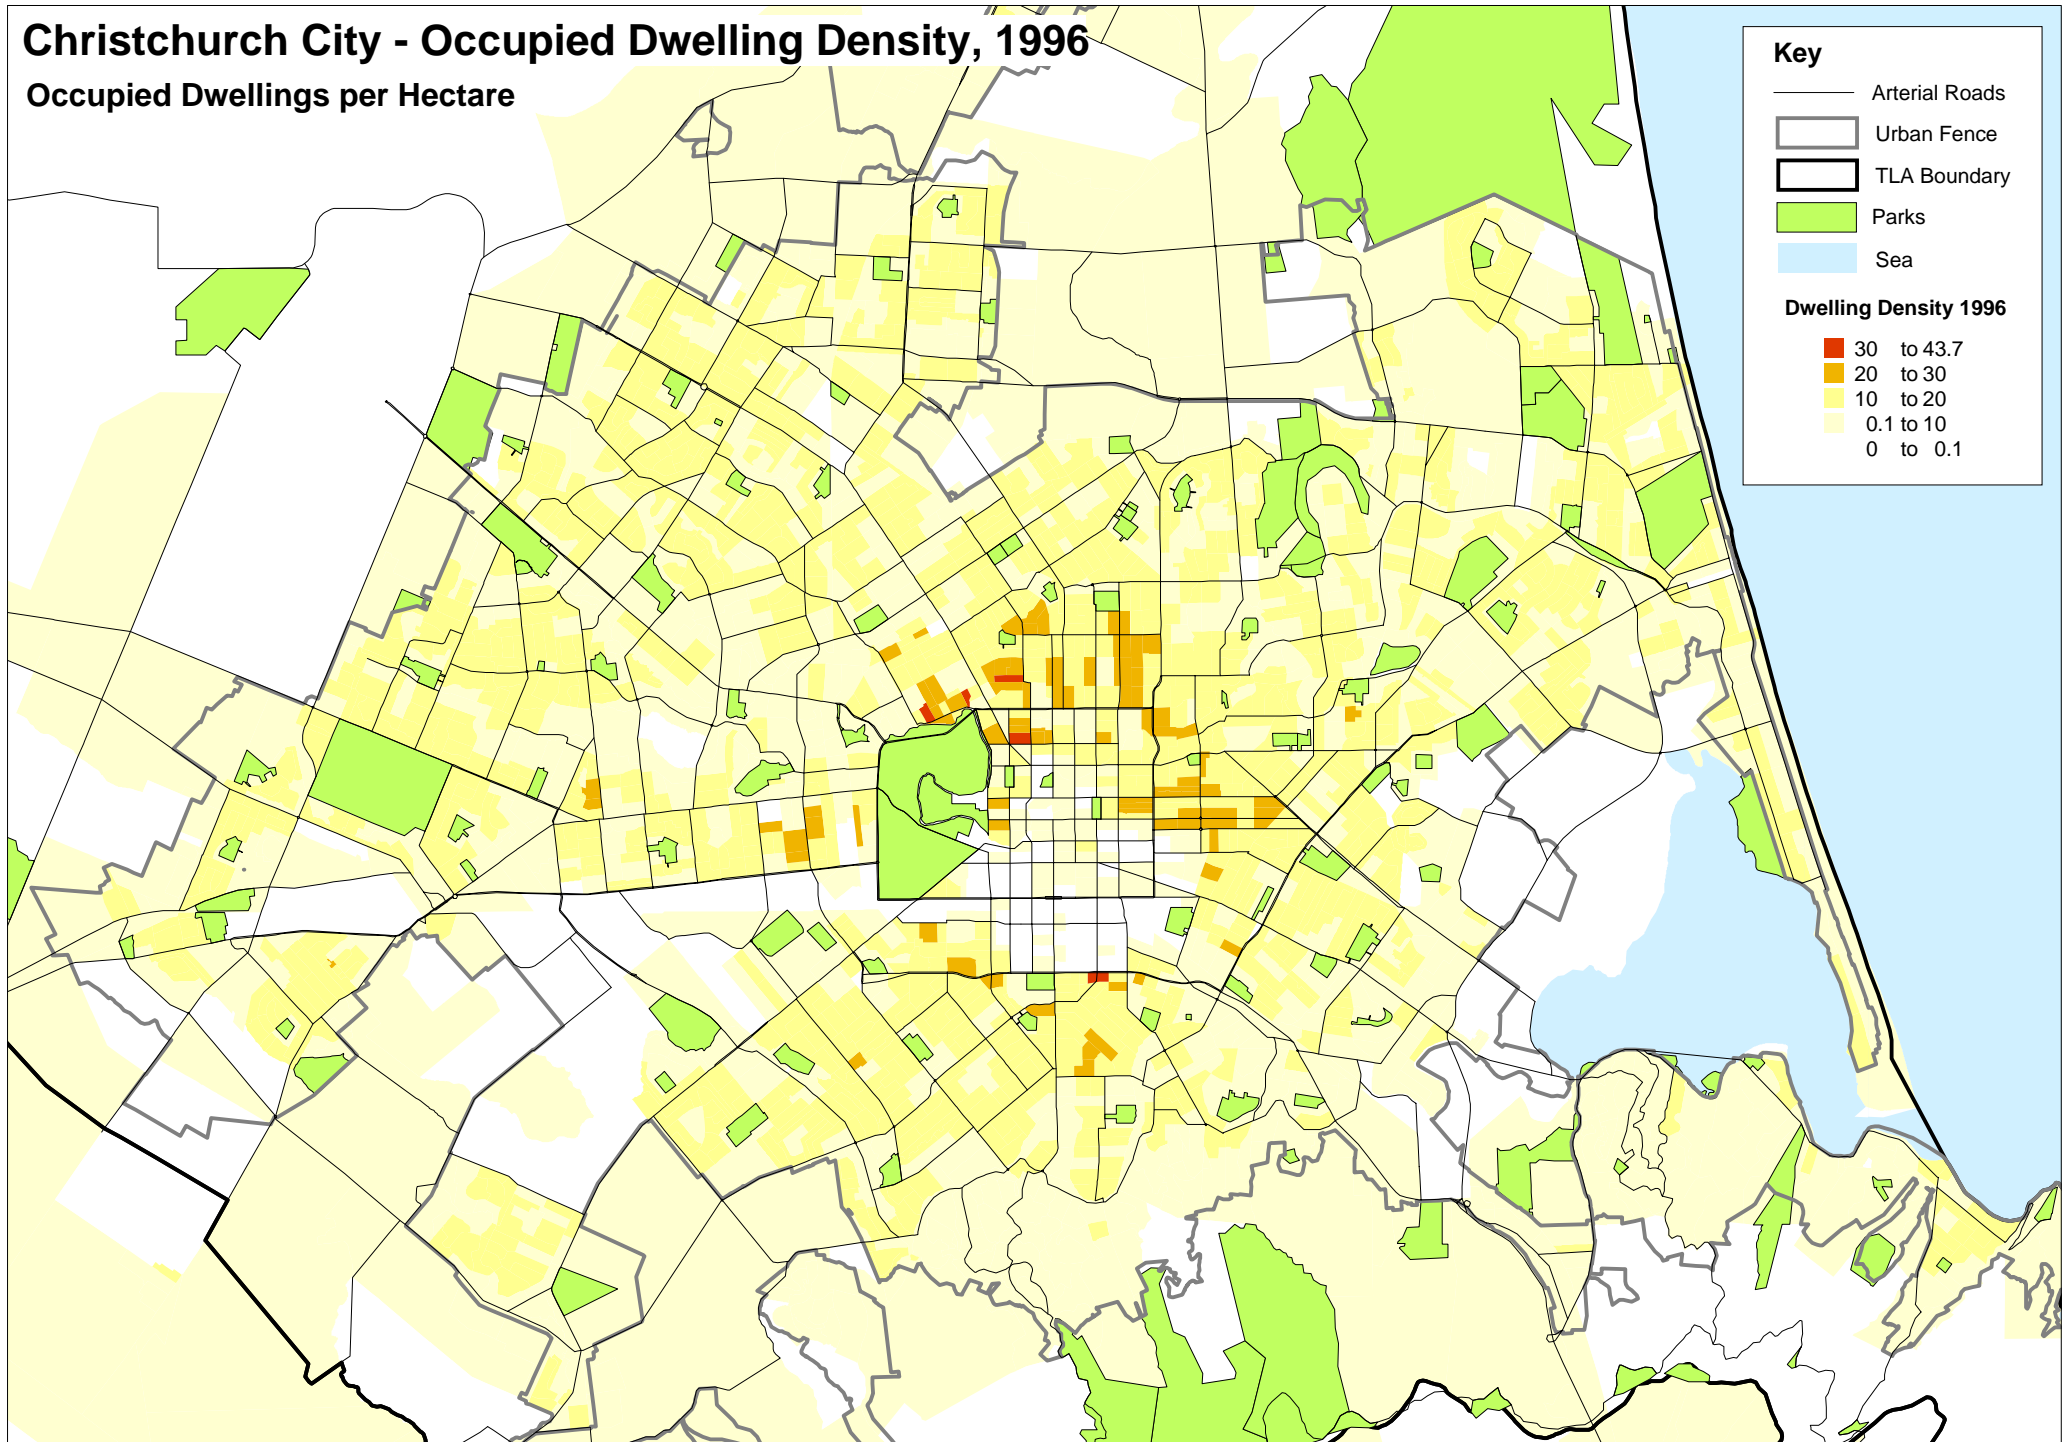 Christchurch City - Occupied Dwelling Density, 1996
Occupied Dwellings per Hectare
Key
Arterial Roads
Urban Fence
TLA Boundary
Parks
Sea
Dwelling Density 1996
30 to 43.7
20 to 30
10 to 20
0.1 to 10
0 to 0.1